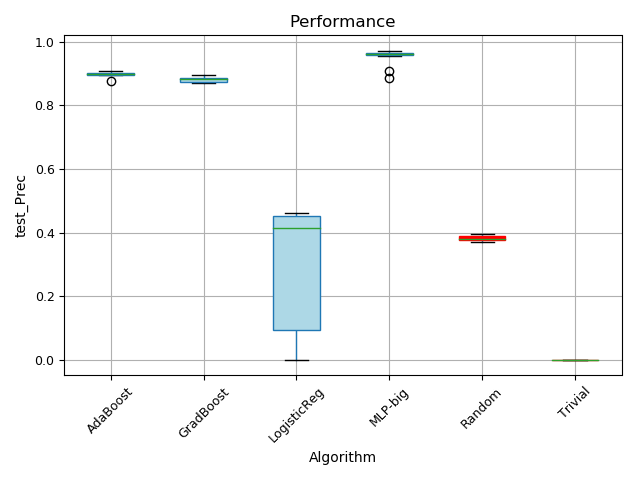 Performance
test_Prec
1.0
0.8
0.6
0.4
0.2
0.0
AdaBoost
GradBoost
LogisticReg
MLP-big
Random
Trivial
Algorithm